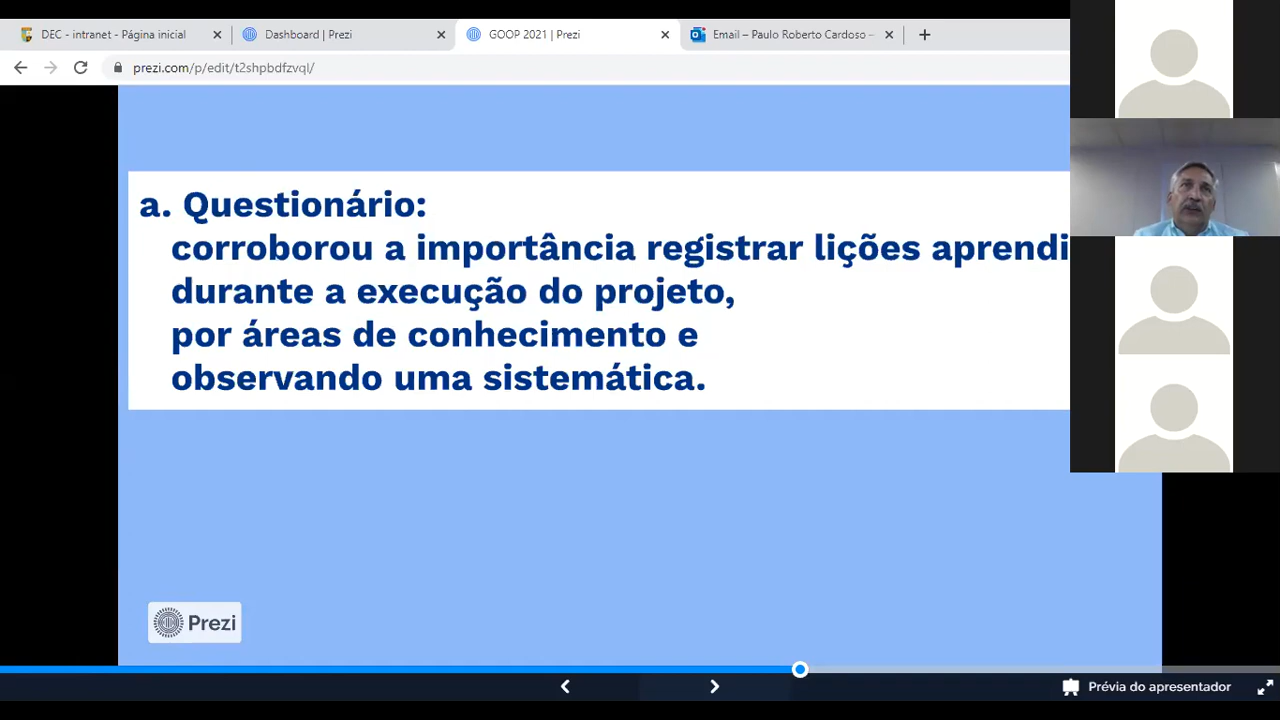 DEC - intranet - Página inicial
Dashboard | Prezi
GOOP 2021 | Prezi
Email – Paulo Roberto Cardoso –
prezi.com/p/edit/t2shpbdfzvql/
a. Questionário:
corroborou a importância registrar lições aprendi
durante a execução do projeto,
por áreas de conhecimento e
observando uma sistemática.
Prezi
Prévia do apresentador